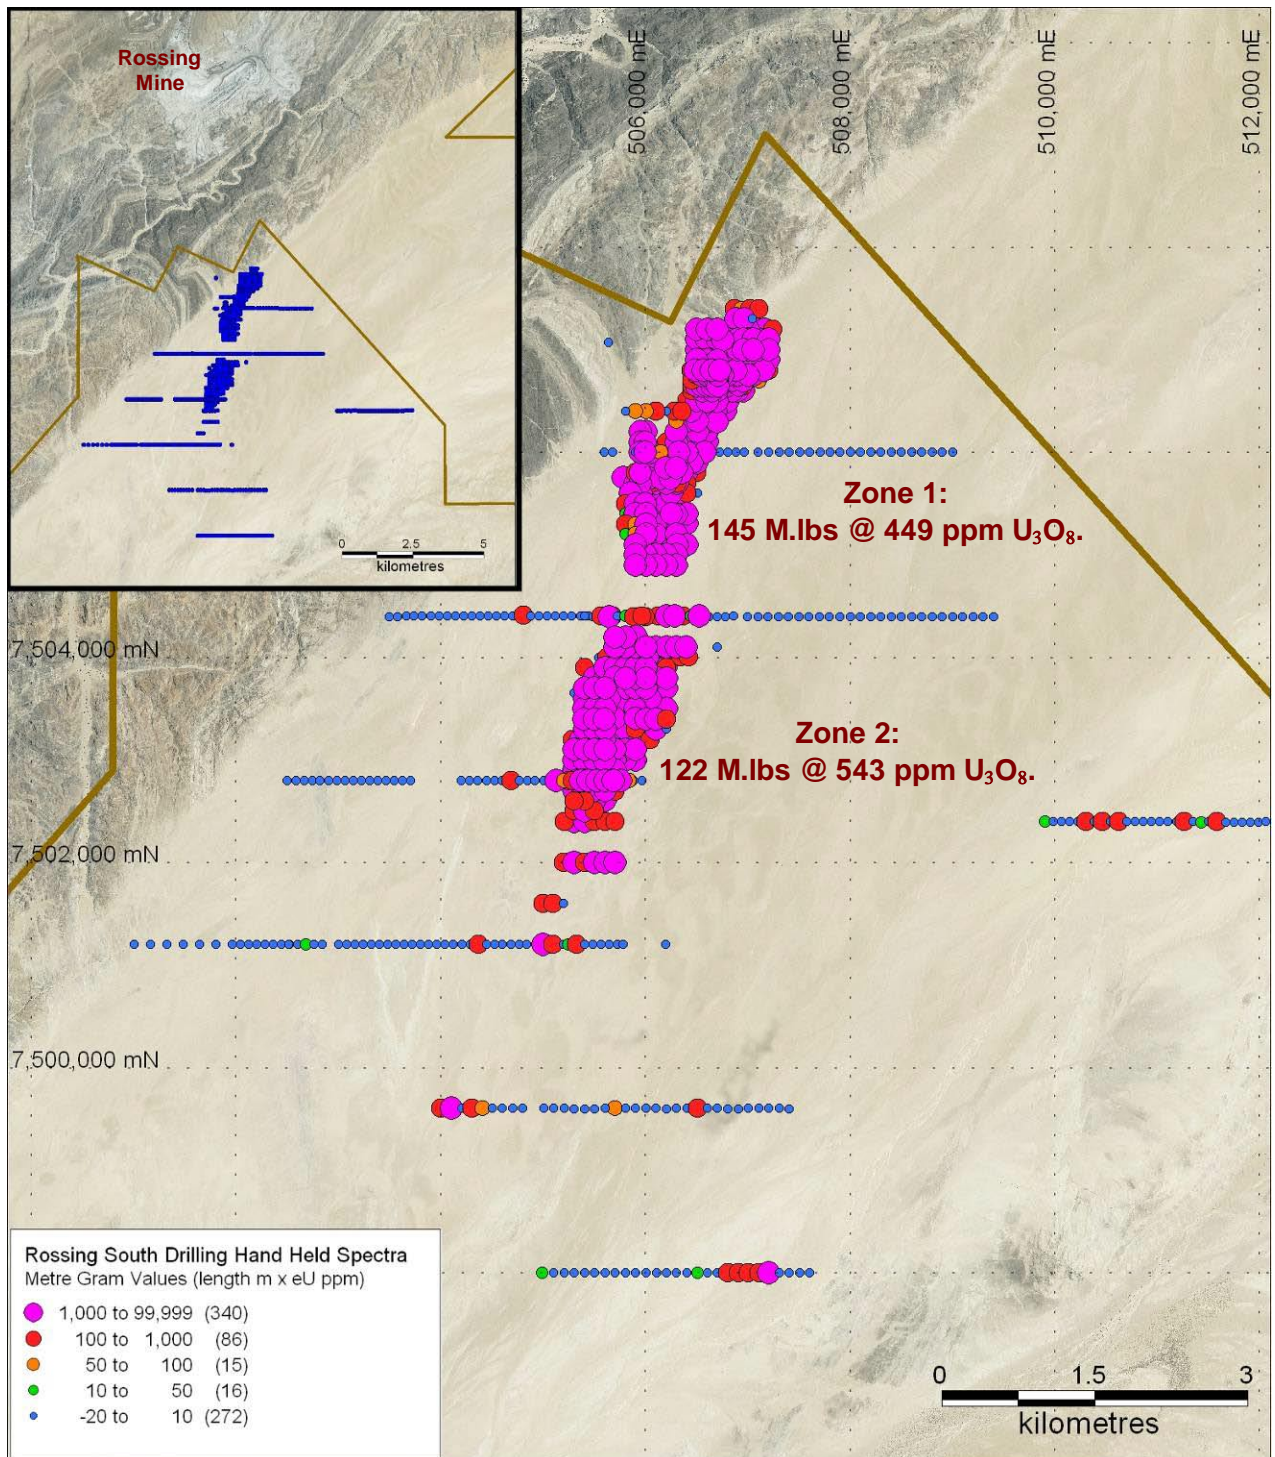 Rossing
Mine
0 2.5 5
kilometres
506,000 mE
508,000 mE
510,000 mE
512,000 mE
Zone 1:
145 M.lbs @ 449 ppm U₃O₈.
7,504,000 mN
Zone 2:
122 M.lbs @ 543 ppm U₃O₈.
7,502,000 mN
7,500,000 mN
Rossing South Drilling Hand Held Spectra
Metre Gram Values (length m x eU ppm)
1,000 to 99,999 (340)
100 to 1,000 (86)
50 to 100 (15)
10 to 50 (16)
-20 to 10 (272)
0 1.5 3
kilometres